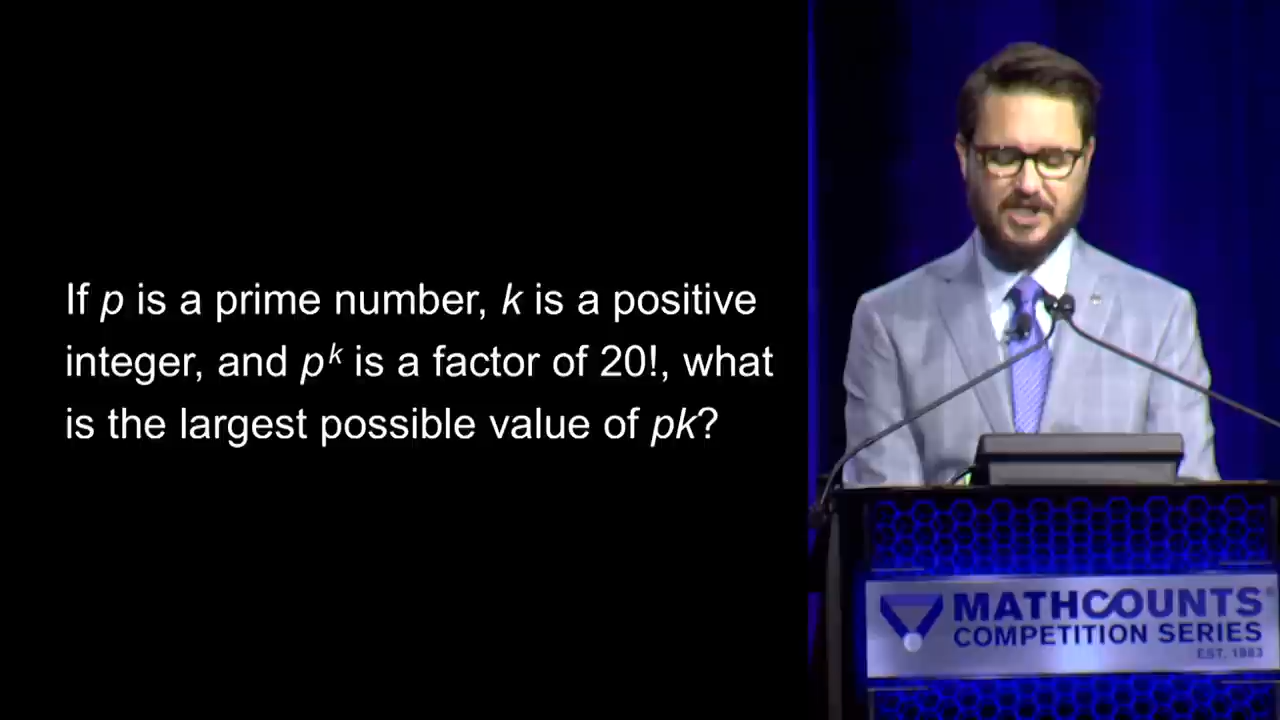 If p is a prime number, k is a positive
integer, and pᵏ is a factor of 20!, what
is the largest possible value of pk?
MATHCOUNTS®
COMPETITION SERIES
EST. 1983